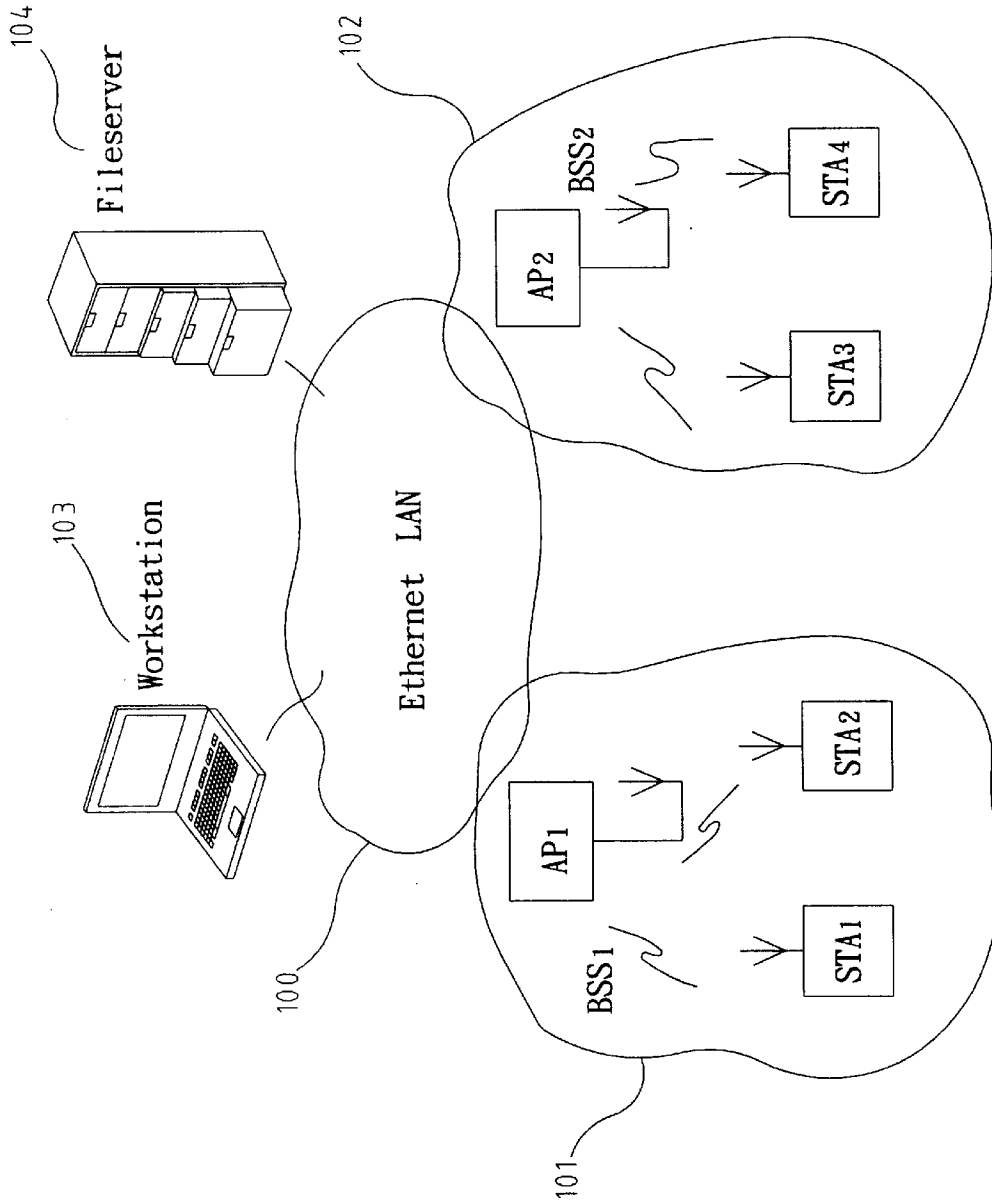 104
Fileserver
103
Workstation
102
100
Ethernet LAN
BSS2
AP2
STA4
STA3
AP1
BSS1
STA2
STA1
101